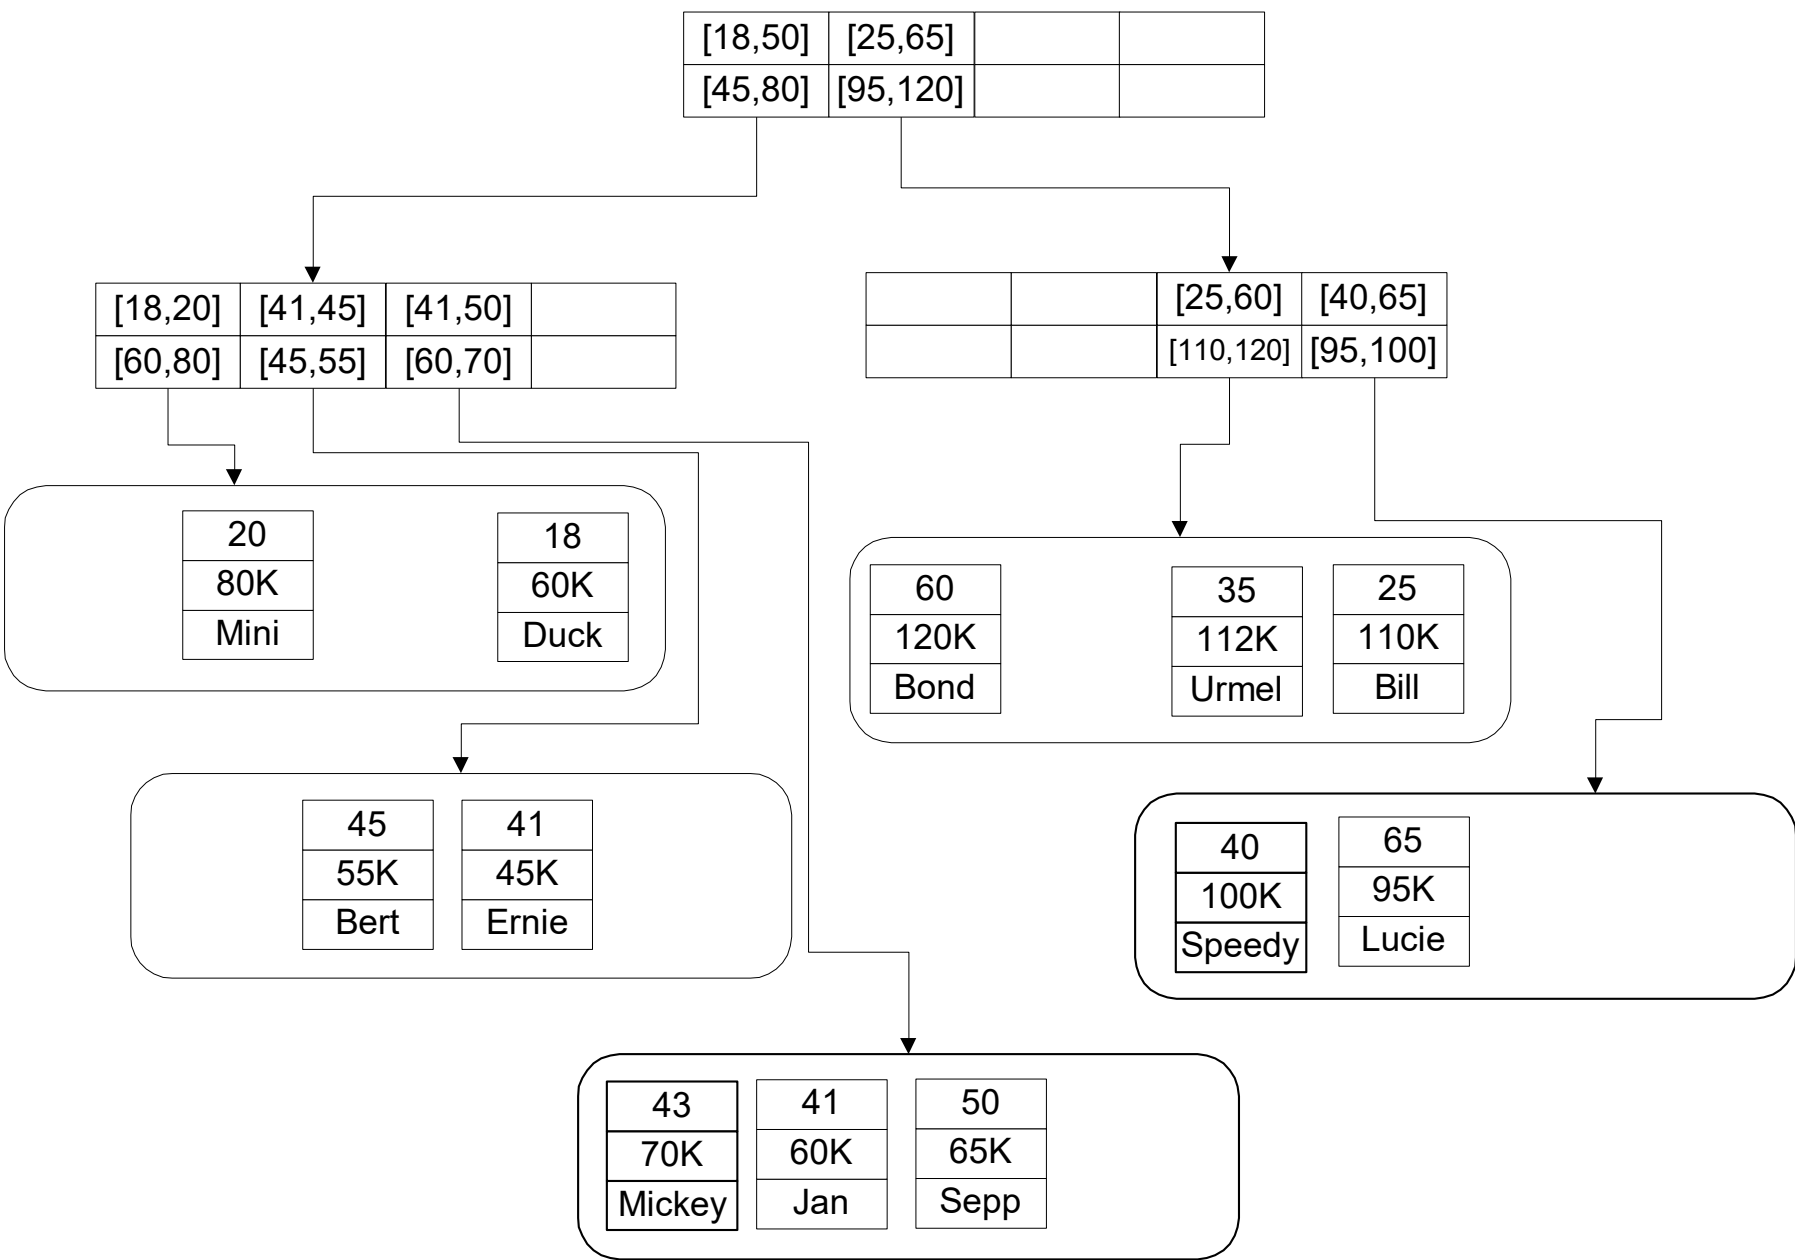 [18,50] [25,65]
[45,80] [95,120]
[18,20] [41,45] [41,50]
[60,80] [45,55] [60,70]
[25,60] [40,65]
[110,120] [95,100]
20
80K
Mini
18
60K
Duck
60
120K
Bond
35
112K
Urmel
25
110K
Bill
45
55K
Bert
41
45K
Ernie
40
100K
Speedy
65
95K
Lucie
43
70K
Mickey
41
60K
Jan
50
65K
Sepp